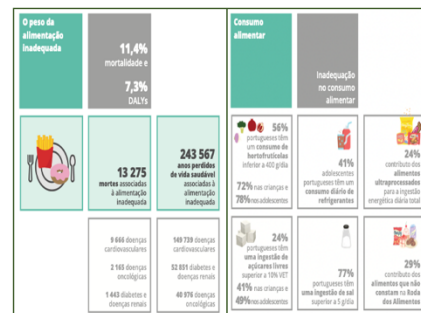 O peso da
alimentação
inadequada
11,4%
mortalidade e
7,3%
DALYs
13 275
mortes associadas
à alimentação
inadequada
243 567
anos perdidos
de vida saudável
associadas à
alimentação
inadequada
9 666 doenças
cardiovasculares
2 165 doenças
oncológicas
1 443 diabetes e
doenças renais
149 739 doenças
cardiovasculares
52 851 diabetes e
doenças renais
40 976 doenças
oncológicas
Consumo
alimentar
Inadequação
no consumo
alimentar
56%
portugueses têm
um consumo de
hortofrutícolas
inferior a 400 g/dia
72% nas crianças e
78% nos adolescentes
41%
adolescentes
portugueses têm um
consumo diário de
refrigerantes
24%
contributo dos
alimentos
ultraprocessados
para a ingestão
energética diária total
24%
portugueses têm
uma ingestão de
açúcares livres
superior a 10% VET
41% nas crianças e
49% nos adolescentes
77%
portugueses têm
uma ingestão de sal
superior a 5 g/dia
29%
contributo dos
alimentos que não
constam na Roda
dos Alimentos